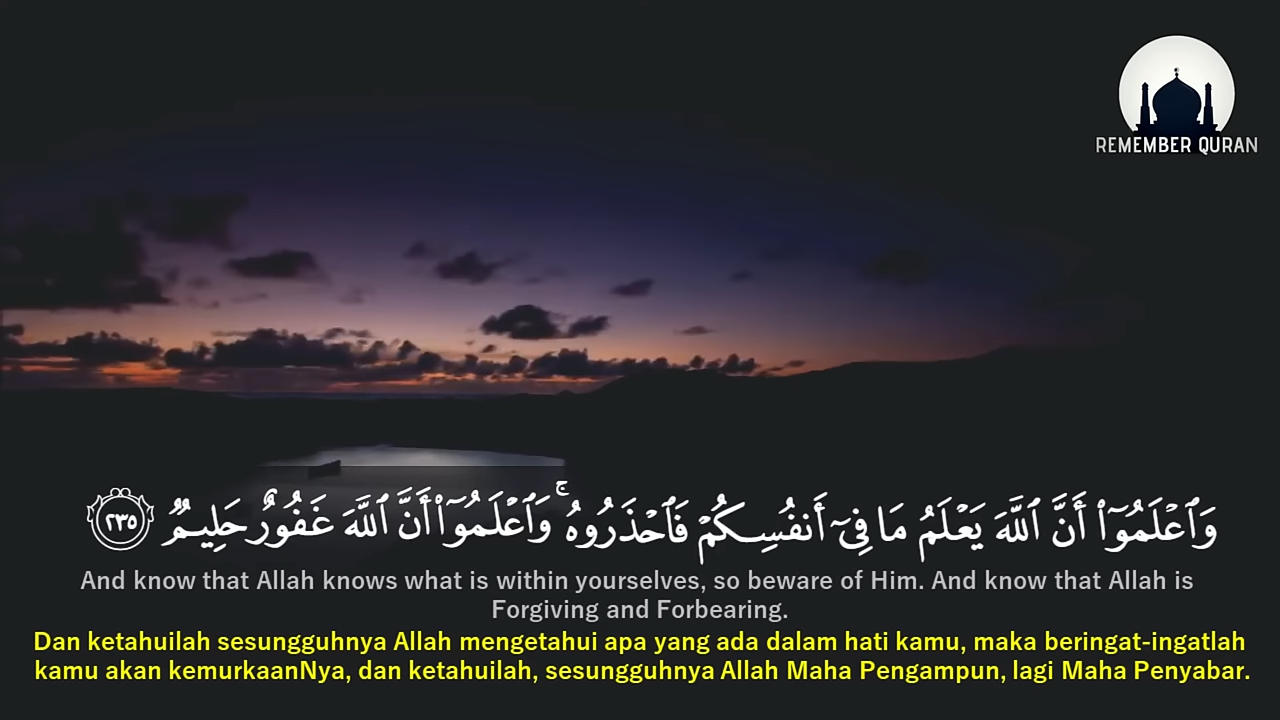 REMEMBER QURAN
وَٱعْلَمُوٓا۟ أَنَّ ٱللَّهَ يَعْلَمُ مَا فِىٓ أَنفُسِكُمْ فَٱحْذَرُوهُ ۚ وَٱعْلَمُوٓا۟ أَنَّ ٱللَّهَ غَفُورٌ حَلِيمٌ ٢٣٥
And know that Allah knows what is within yourselves, so beware of Him. And know that Allah is
Forgiving and Forbearing.
Dan ketahuilah sesungguhnya Allah mengetahui apa yang ada dalam hati kamu, maka beringat-ingatlah
kamu akan kemurkaanNya, dan ketahuilah, sesungguhnya Allah Maha Pengampun, lagi Maha Penyabar.